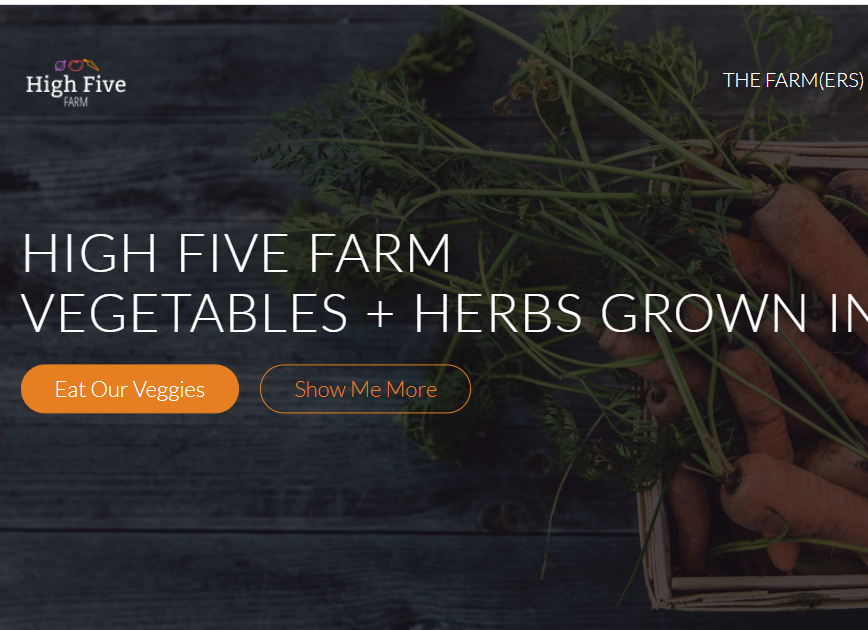 High Five
FARM
THE FARM(ERS)
HIGH FIVE FARM
VEGETABLES + HERBS GROWN IN
Eat Our Veggies
Show Me More